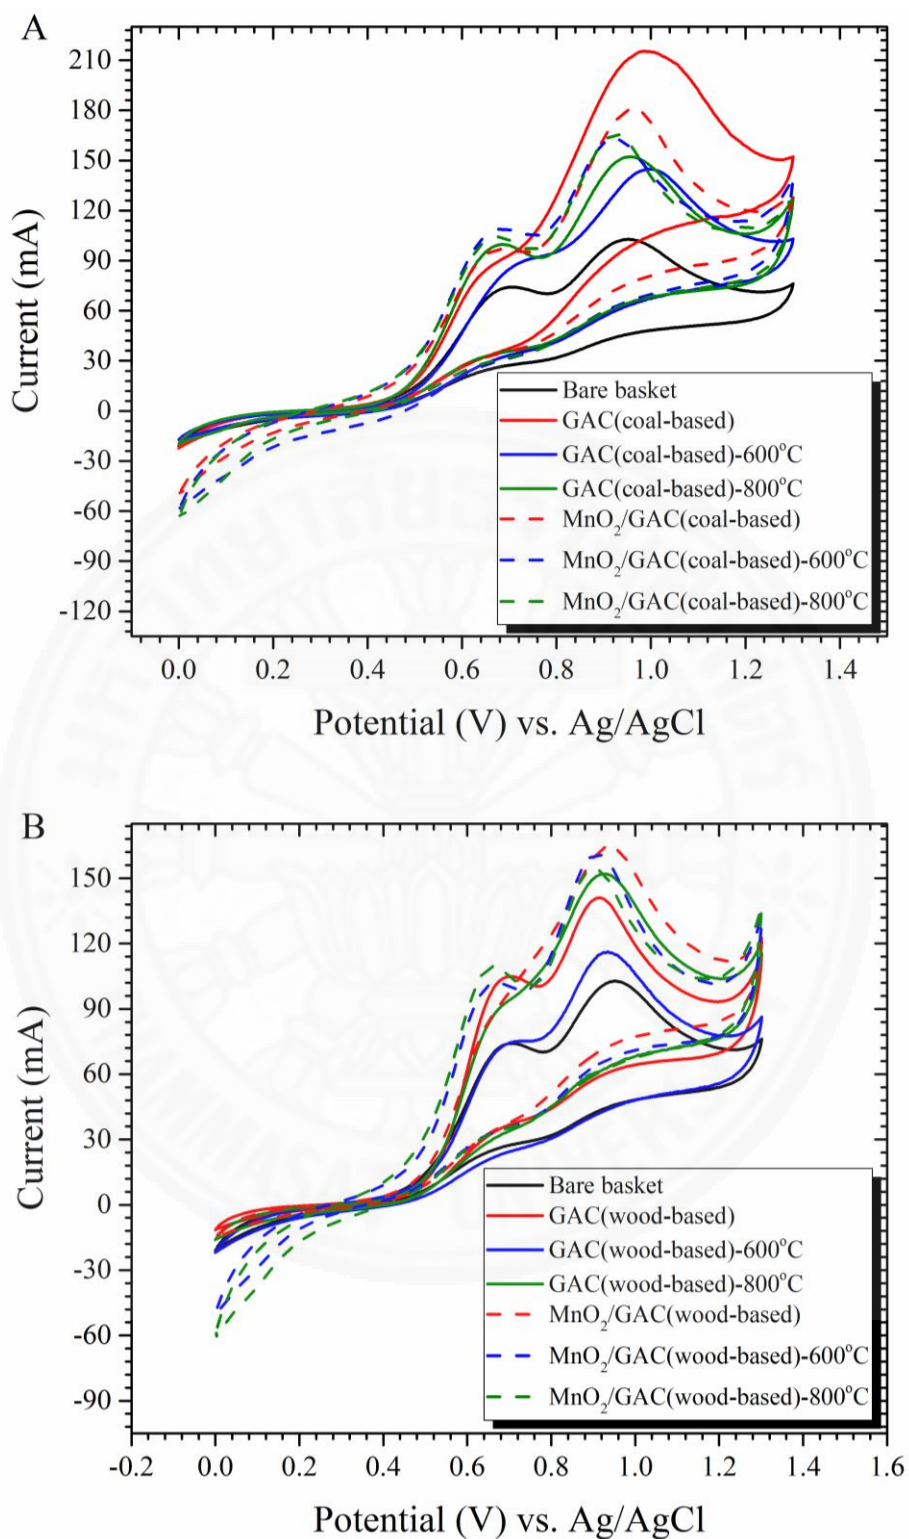 A
210
180
150
120
90
60
30
0
-30
-60
-90
-120
Current (mA)
Bare basket
GAC(coal-based)
GAC(coal-based)-600°C
GAC(coal-based)-800°C
MnO₂/GAC(coal-based)
MnO₂/GAC(coal-based)-600°C
MnO₂/GAC(coal-based)-800°C
0.0 0.2 0.4 0.6 0.8 1.0 1.2 1.4
Potential (V) vs. Ag/AgCl
B
150
120
90
60
30
0
-30
-60
-90
Current (mA)
Bare basket
GAC(wood-based)
GAC(wood-based)-600°C
GAC(wood-based)-800°C
MnO₂/GAC(wood-based)
MnO₂/GAC(wood-based)-600°C
MnO₂/GAC(wood-based)-800°C
-0.2 0.0 0.2 0.4 0.6 0.8 1.0 1.2 1.4 1.6
Potential (V) vs. Ag/AgCl